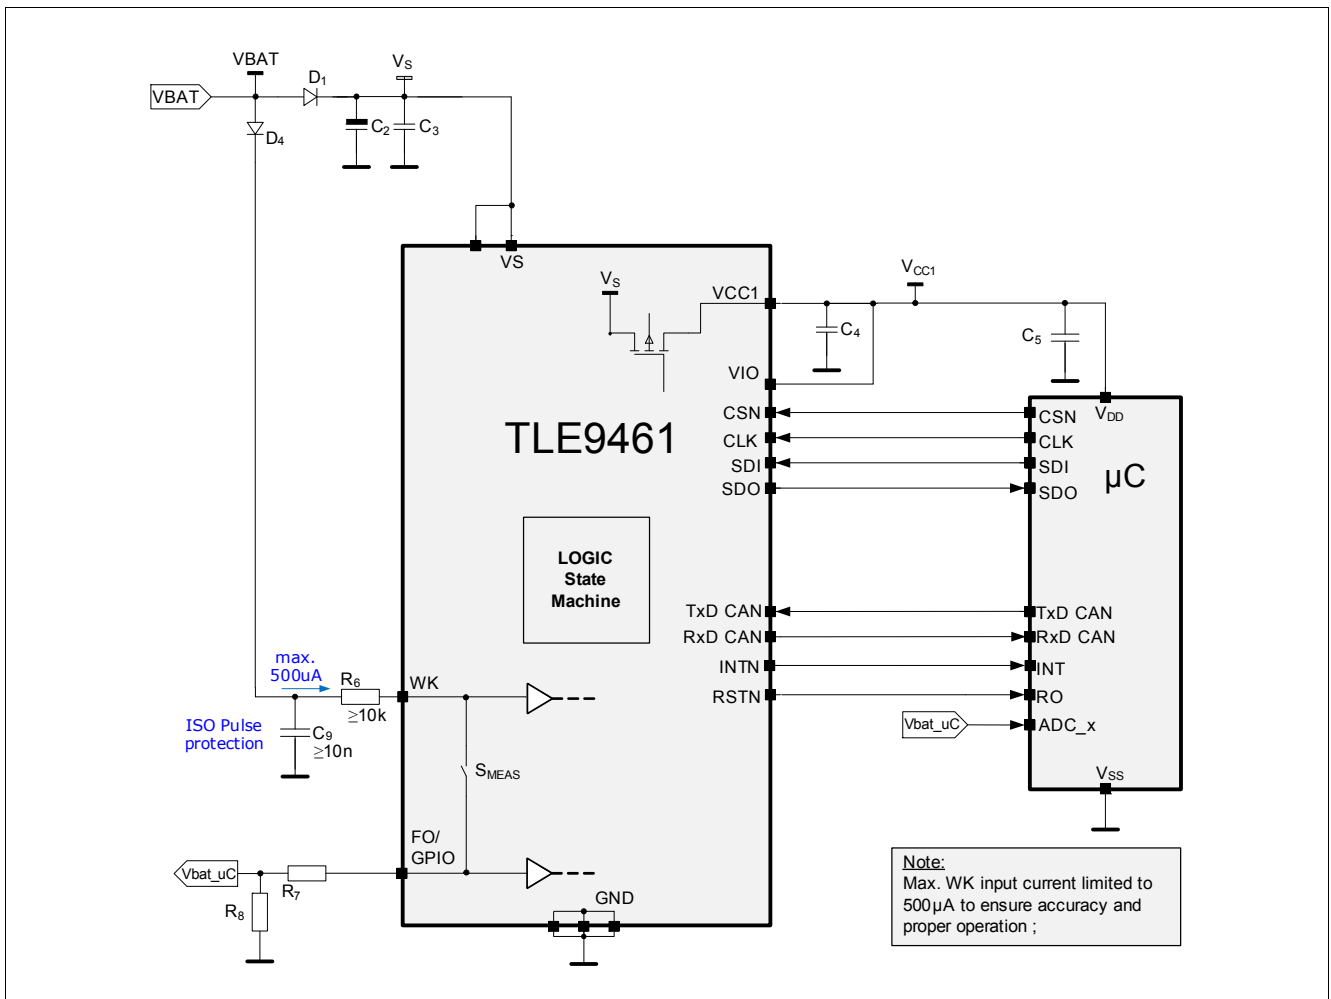 VBAT
VS
VBAT
D1
D4
C2
C3
VS
VS
VCC1
VCC1
C4
C5
VIO
CSN
CLK
SDI
SDO
TLE9461
CSN
VDD
CLK
SDI
SDO
µC
LOGIC
State
Machine
TxD CAN
RxD CAN
INTN
RSTN
TxD CAN
RxD CAN
INT
RO
Vbat_uC
ADC_x
VSS
max.
500uA
R6
≥10k
WK
ISO Pulse
protection
C9
≥10n
SMEAS
FO/
GPIO
Vbat_uC
R7
R8
GND
Note:
Max. WK input current limited to
500µA to ensure accuracy and
proper operation ;